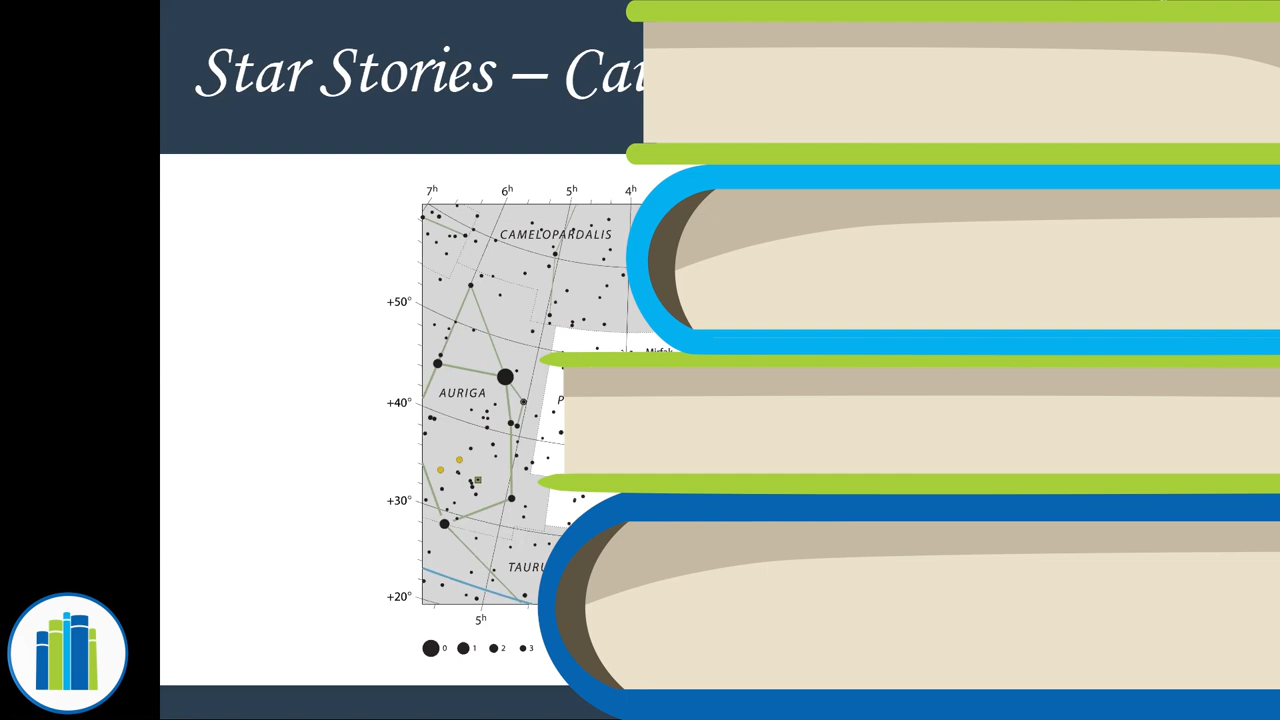 Star Stories – Ca
7h 6h 5h 4h
CAMELOPARDALIS
+50°
+40°
AURIGA
P
+30°
TAURU
+20°
5h
0 1 2 3